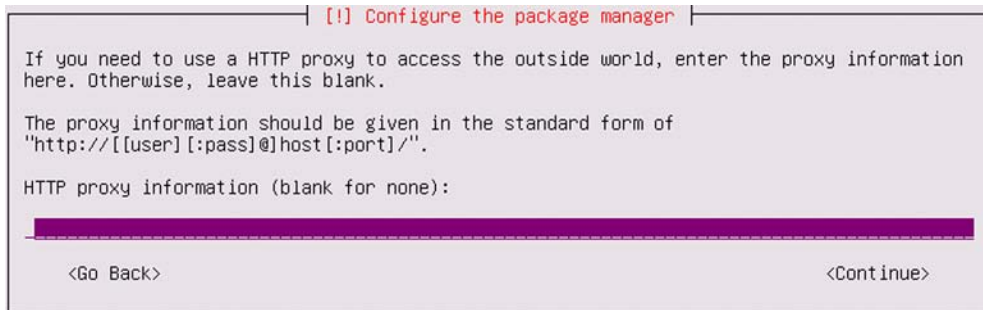 [!] Configure the package manager
If you need to use a HTTP proxy to access the outside world, enter the proxy information
here. Otherwise, leave this blank.
The proxy information should be given in the standard form of
"http://[[user][:pass]@]host[:port]/".
HTTP proxy information (blank for none):
<Go Back> <Continue>